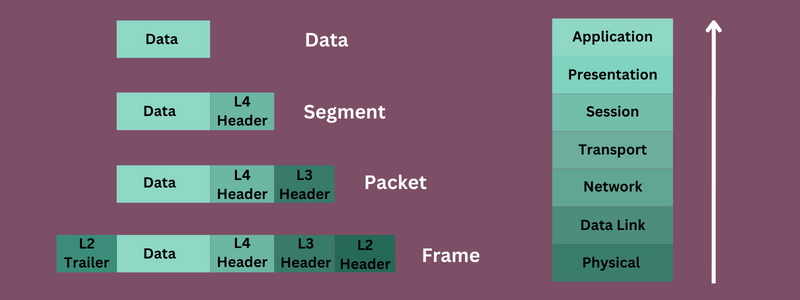 Data
Data
Data
L4
Header
Segment
Data
L4
Header
L3
Header
Packet
L2
Trailer
Data
L4
Header
L3
Header
L2
Header
Frame
Application
Presentation
Session
Transport
Network
Data Link
Physical